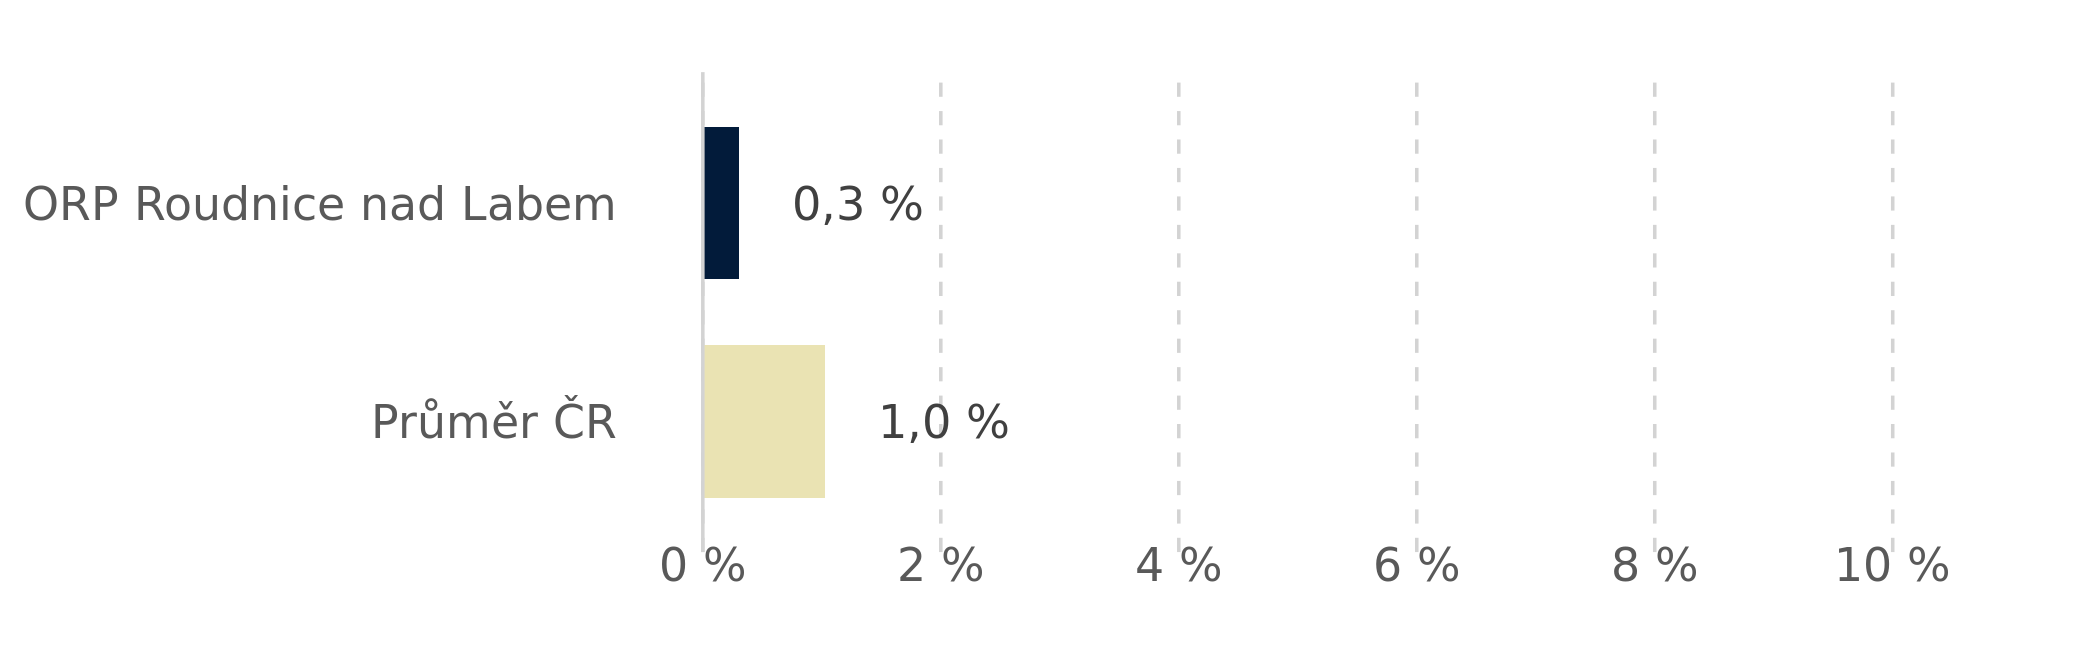 ORP Roudnice nad Labem 0,3 %
Průměr ČR 1,0 %
0 % 2 % 4 % 6 % 8 % 10 %